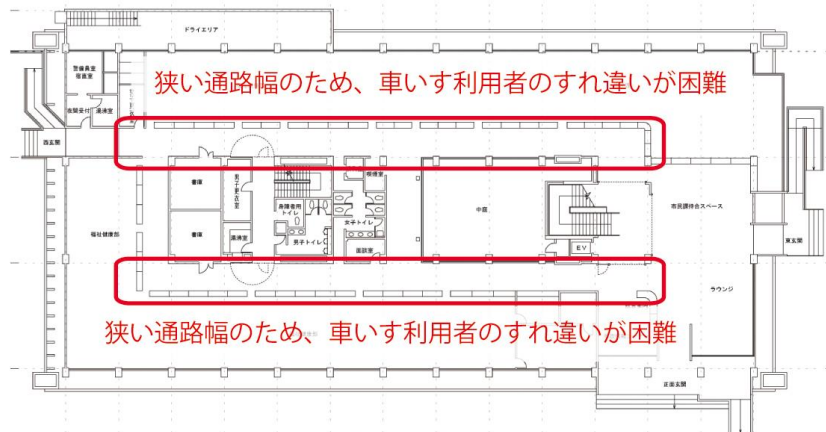 ドライエリア
警備員室
宿直室
狭い通路幅のため、車いす利用者のすれ違いが困難
夜間受付
湯沸室
西玄関
書庫
男子更衣室
喫煙室
身障者用
トイレ
中庭
市民課待合スペース
女子トイレ
福祉健康部
書庫
湯沸室
男子トイレ
面談室
EV
東玄関
ラウンジ
狭い通路幅のため、車いす利用者のすれ違いが困難
正面玄関